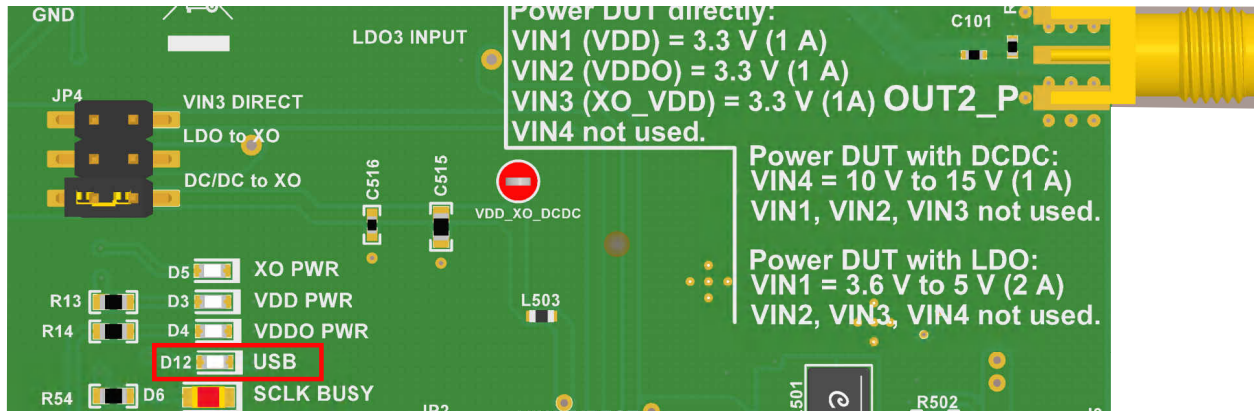 GND
LDO3 INPUT
Power DUT directly:
VIN1 (VDD) = 3.3 V (1 A)
VIN2 (VDDO) = 3.3 V (1 A)
VIN3 (XO_VDD) = 3.3 V (1A)
VIN4 not used.
C101
OUT2_P
JP4
VIN3 DIRECT
LDO to XO
DC/DC to XO
C516
C515
VDD_XO_DCDC
Power DUT with DCDC:
VIN4 = 10 V to 15 V (1 A)
VIN1, VIN2, VIN3 not used.
Power DUT with LDO:
VIN1 = 3.6 V to 5 V (2 A)
VIN2, VIN3, VIN4 not used.
D5 XO PWR
R13 D3 VDD PWR
R14 D4 VDDO PWR
D12 USB
R54 D6 SCLK BUSY
L503
501
R502